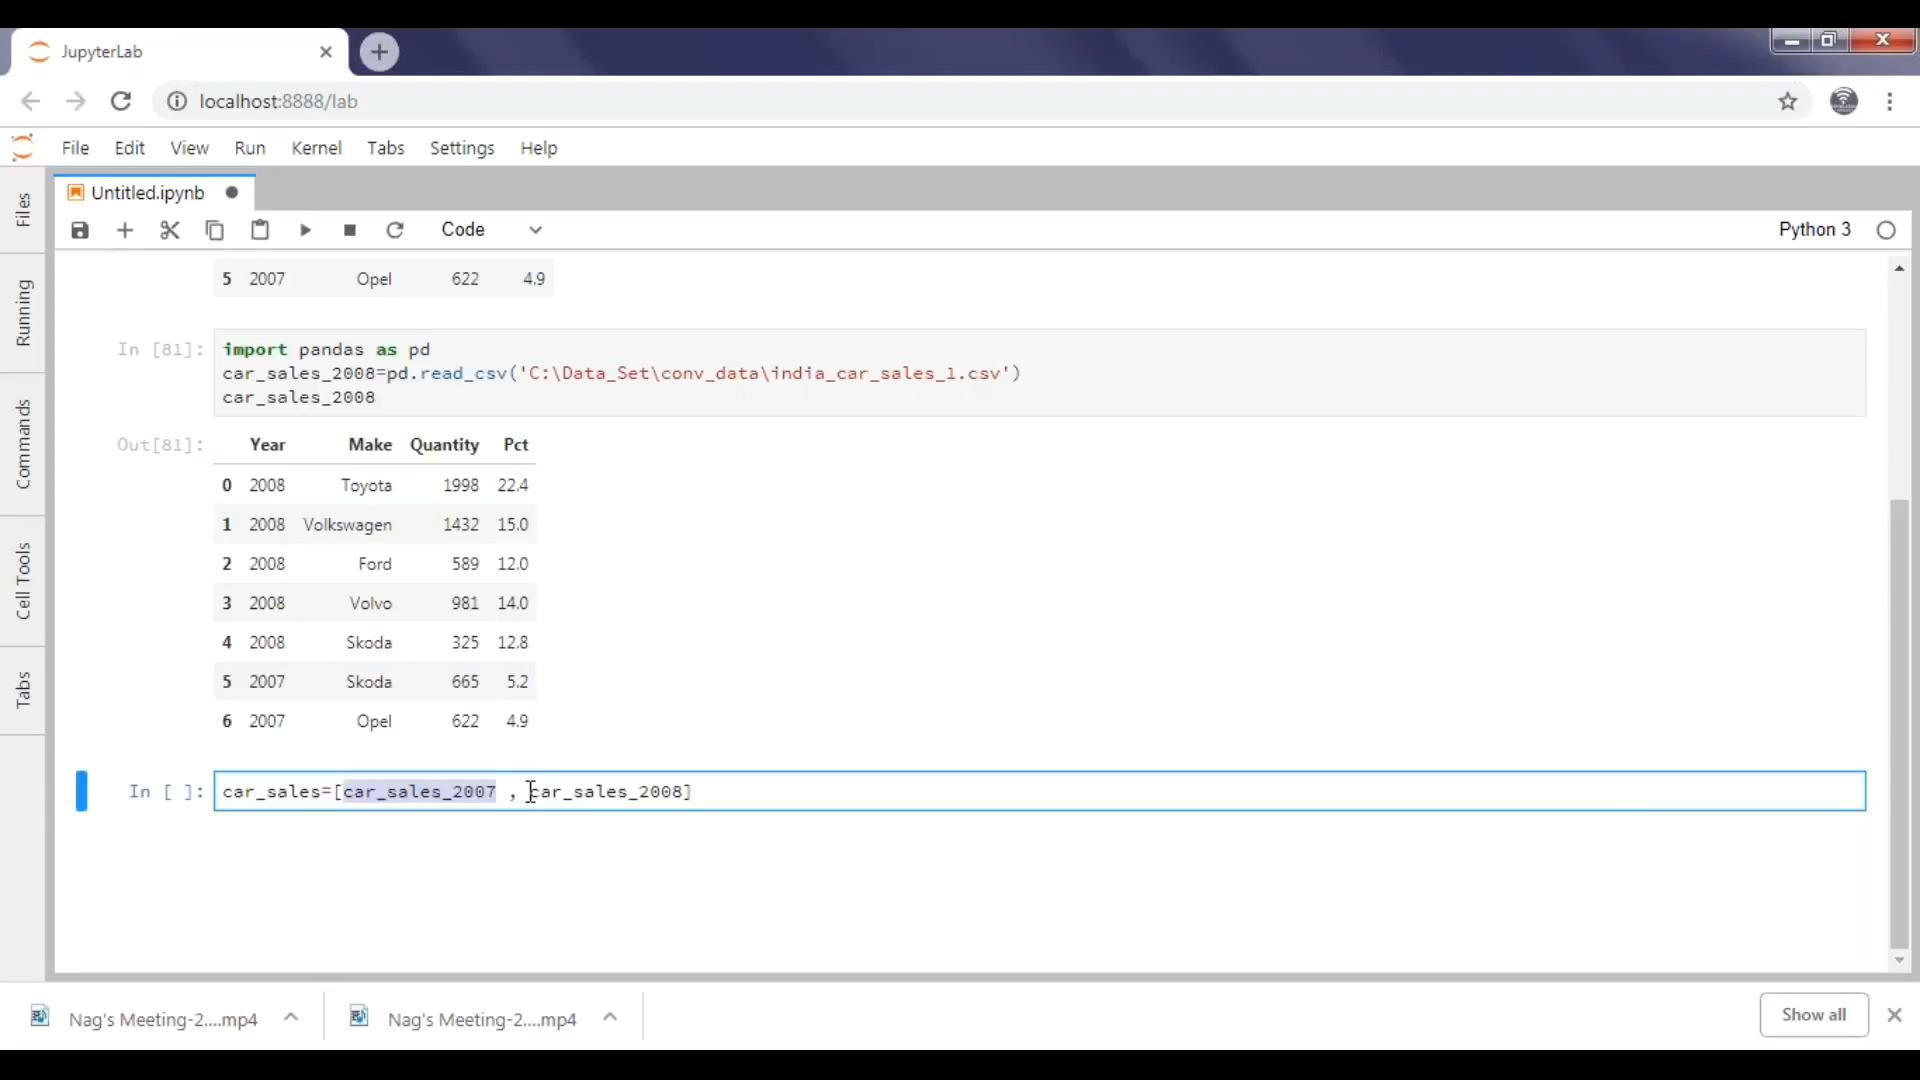 JupyterLab
localhost:8888/lab
File Edit View Run Kernel Tabs Settings Help
Untitled.ipynb
Code Python 3
Files
Running
Commands
Cell Tools
Tabs
5 2007 Opel 622 4.9
In [81]: import pandas as pd
car_sales_2008=pd.read_csv('C:\Data_Set\conv_data\india_car_sales_1.csv')
car_sales_2008
Out[81]: Year Make Quantity Pct
0 2008 Toyota 1998 22.4
1 2008 Volkswagen 1432 15.0
2 2008 Ford 589 12.0
3 2008 Volvo 981 14.0
4 2008 Skoda 325 12.8
5 2007 Skoda 665 5.2
6 2007 Opel 622 4.9
In [ ]: car_sales=[car_sales_2007 , car_sales_2008]
Nag's Meeting-2....mp4 Nag's Meeting-2....mp4 Show all